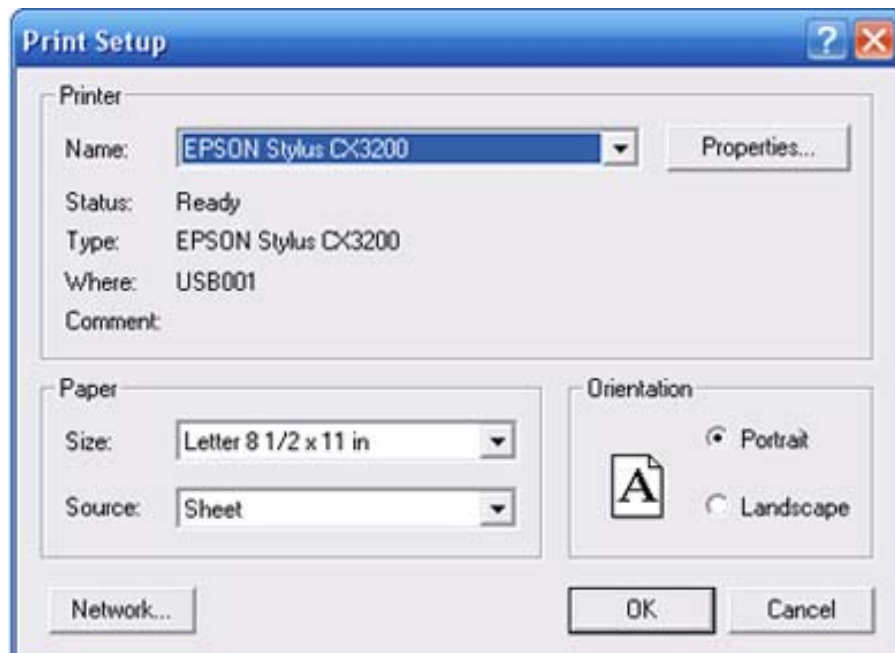 Print Setup
?
Printer
Name: EPSON Stylus CX3200 Properties...
Status: Ready
Type: EPSON Stylus CX3200
Where: USB001
Comment:
Paper
Size: Letter 8 1/2 x 11 in
Source: Sheet
Orientation
A
Portrait
Landscape
Network... OK Cancel